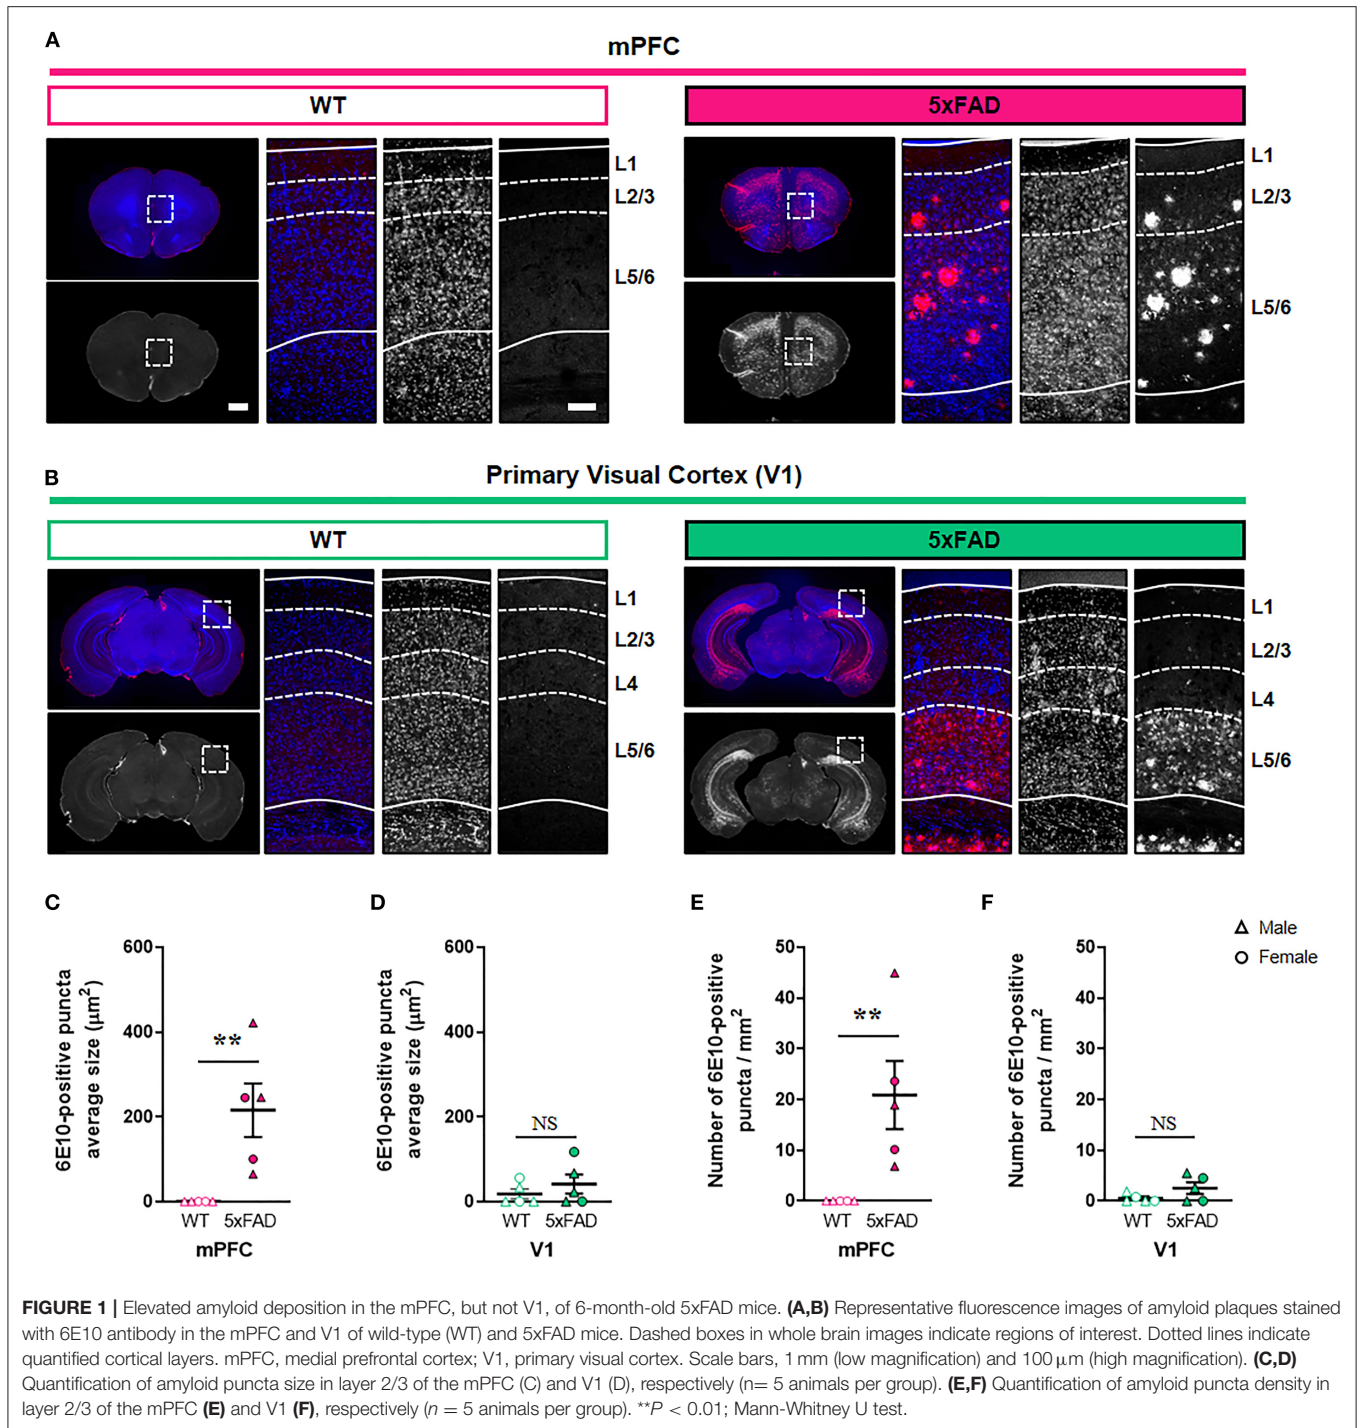 A
mPFC
WT
5xFAD
L1
L2/3
L5/6
L1
L2/3
L5/6
B
Primary Visual Cortex (V1)
WT
5xFAD
L1
L2/3
L4
L5/6
L1
L2/3
L4
L5/6
C
6E10-positive puncta
average size (μm²)
600
400
200
0
**
WT 5xFAD
mPFC
D
6E10-positive puncta
average size (μm²)
600
400
200
0
NS
WT 5xFAD
V1
E
Number of 6E10-positive
puncta / mm²
50
40
30
20
10
0
**
WT 5xFAD
mPFC
F
Number of 6E10-positive
puncta / mm²
50
40
30
20
10
0
NS
WT 5xFAD
V1
Male
Female
FIGURE 1 | Elevated amyloid deposition in the mPFC, but not V1, of 6-month-old 5xFAD mice. (A,B) Representative fluorescence images of amyloid plaques stained
with 6E10 antibody in the mPFC and V1 of wild-type (WT) and 5xFAD mice. Dashed boxes in whole brain images indicate regions of interest. Dotted lines indicate
quantified cortical layers. mPFC, medial prefrontal cortex; V1, primary visual cortex. Scale bars, 1 mm (low magnification) and 100 μm (high magnification). (C,D)
Quantification of amyloid puncta size in layer 2/3 of the mPFC (C) and V1 (D), respectively (n= 5 animals per group). (E,F) Quantification of amyloid puncta density in
layer 2/3 of the mPFC (E) and V1 (F), respectively (n = 5 animals per group). **P < 0.01; Mann-Whitney U test.